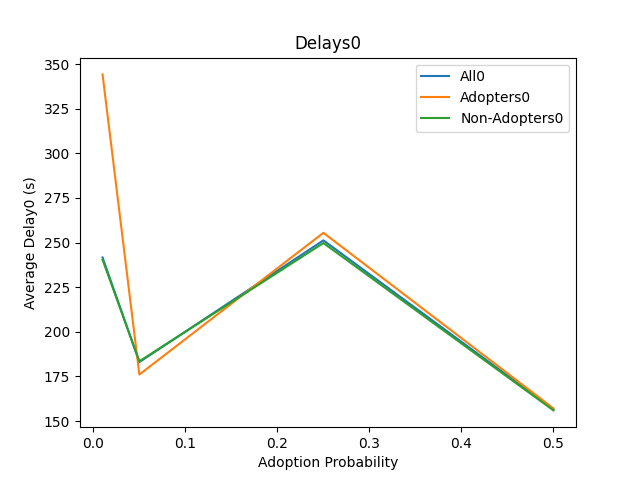 Delays0
All0
Adopters0
Non-Adopters0
Average Delay0 (s)
350
325
300
275
250
225
200
175
150
0.0 0.1 0.2 0.3 0.4 0.5
Adoption Probability